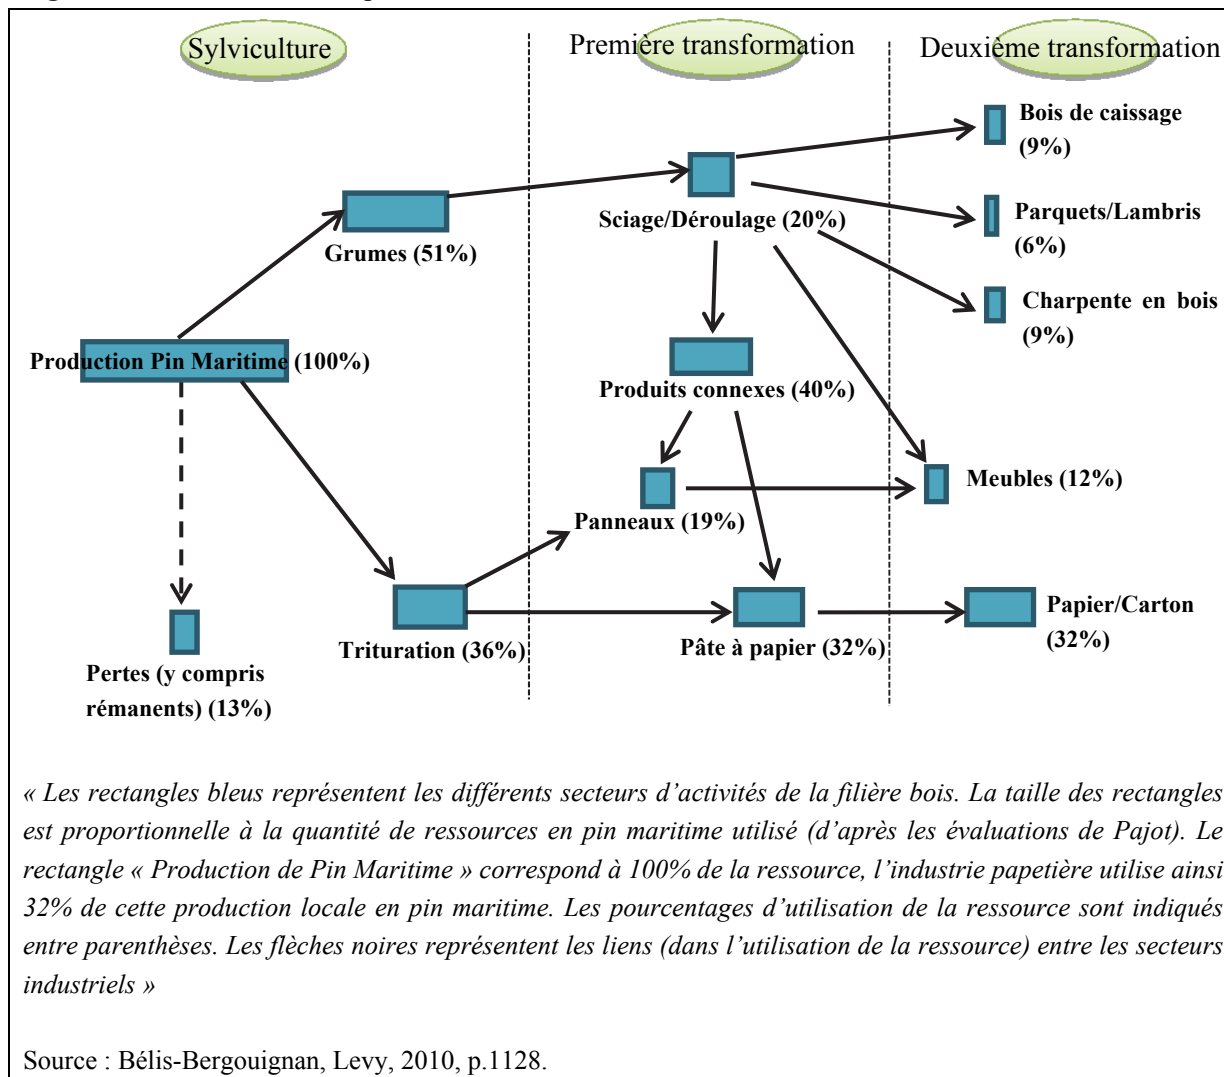 Sylviculture
Première transformation
Deuxième transformation
Bois de caissage
(9%)
Parquets/Lambris
(6%)
Sciage/Déroulage (20%)
Grumes (51%)
Charpente en bois
(9%)
Production Pin Maritime (100%)
Produits connexes (40%)
Meubles (12%)
Panneaux (19%)
Papier/Carton
(32%)
Trituration (36%)
Pâte à papier (32%)
Pertes (y compris
rémanents) (13%)
« Les rectangles bleus représentent les différents secteurs d’activités de la filière bois. La taille des rectangles
est proportionnelle à la quantité de ressources en pin maritime utilisé (d’après les évaluations de Pajot). Le
rectangle « Production de Pin Maritime » correspond à 100% de la ressource, l’industrie papetière utilise ainsi
32% de cette production locale en pin maritime. Les pourcentages d’utilisation de la ressource sont indiqués
entre parenthèses. Les flèches noires représentent les liens (dans l’utilisation de la ressource) entre les secteurs
industriels »
Source : Bélis-Bergouignan, Levy, 2010, p.1128.